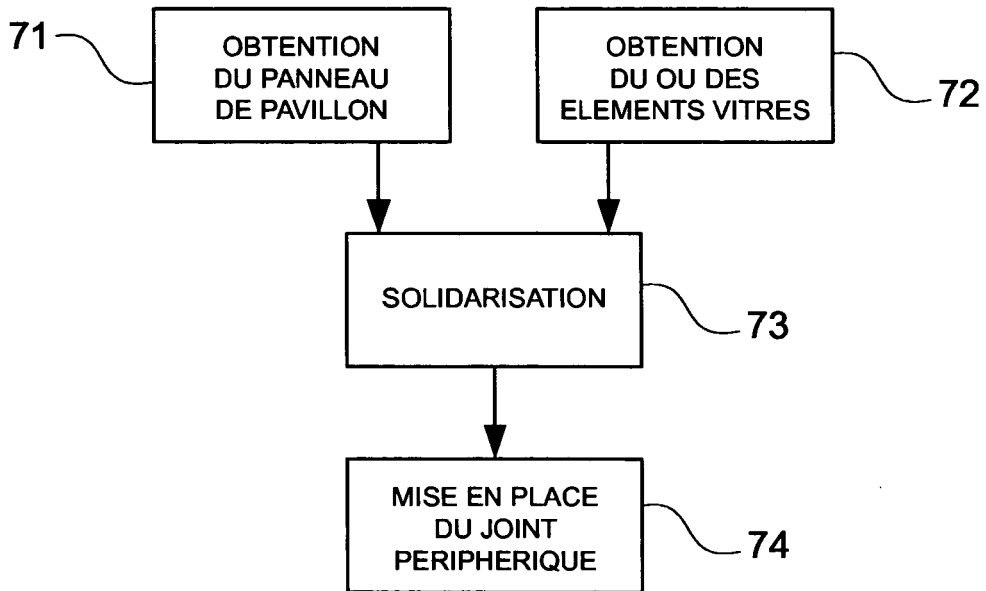 71
OBTENTION
DU PANNEAU
DE PAVILLON
OBTENTION
DU OU DES
ELEMENTS VITRES
72
SOLIDARISATION
73
MISE EN PLACE
DU JOINT
PERIPHERIQUE
74